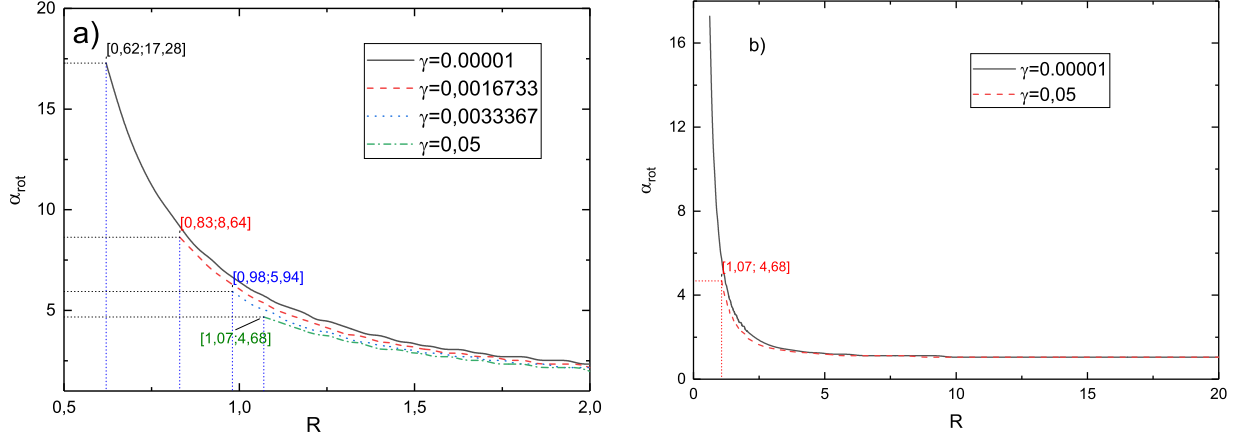 a)
20
15
10
5
α_rot
[0,62;17,28]
[0,83;8,64]
[0,98;5,94]
[1,07;4,68]
γ=0.00001
γ=0,0016733
γ=0,0033367
γ=0,05
0,5 1,0 1,5 2,0
R
b)
16
12
8
4
0
α_rot
[1,07; 4,68]
γ=0.00001
γ=0,05
0 5 10 15 20
R